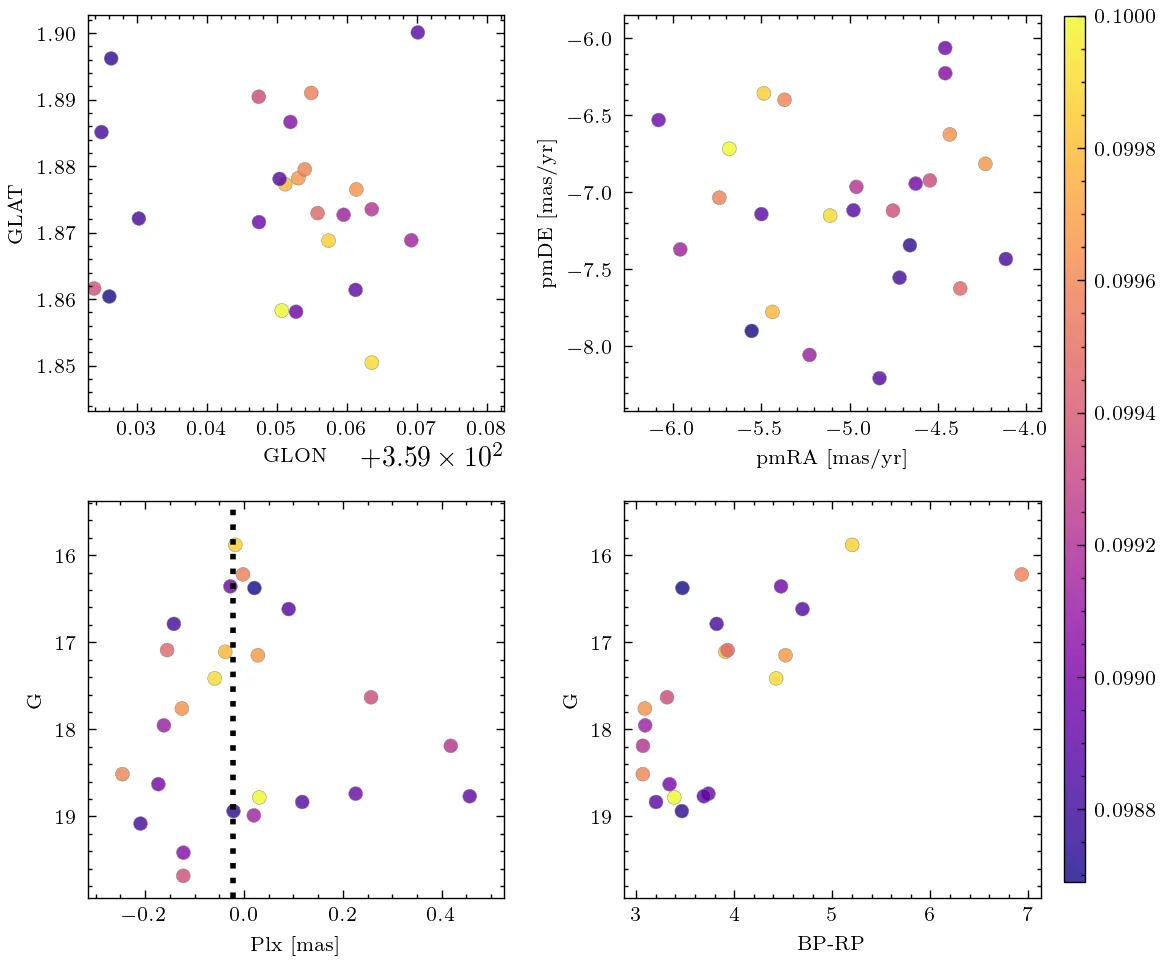 1.90
1.89
1.88
1.87
1.86
1.85
GLAT
0.03 0.04 0.05 0.06 0.07 0.08
GLON +3.59 × 10²
−6.0
−6.5
−7.0
−7.5
−8.0
pmDE [mas/yr]
−6.0 −5.5 −5.0 −4.5 −4.0
pmRA [mas/yr]
0.1000
0.0998
0.0996
0.0994
0.0992
0.0990
0.0988
16
17
18
19
G
−0.2 0.0 0.2 0.4
Plx [mas]
16
17
18
19
G
3 4 5 6 7
BP-RP